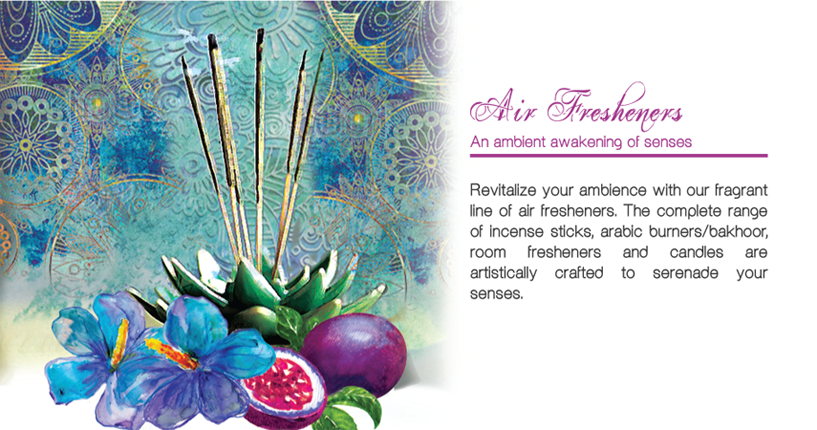 Air Fresheners
An ambient awakening of senses
Revitalize your ambience with our fragrant
line of air fresheners. The complete range
of incense sticks, arabic burners/bakhoor,
room fresheners and candles are
artistically crafted to serenade your
senses.